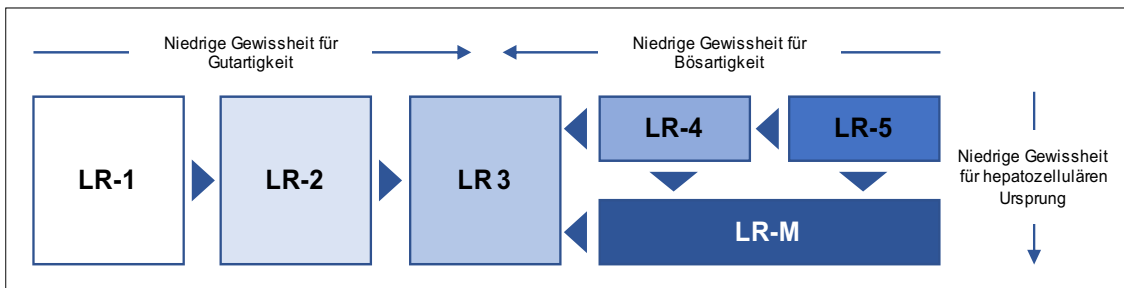 Niedrige Gewissheit für
Gutartigkeit
Niedrige Gewissheit für
Bösartigkeit
LR-1
LR-2
LR 3
LR-4
LR-5
LR-M
Niedrige Gewissheit
für hepatozellulären
Ursprung